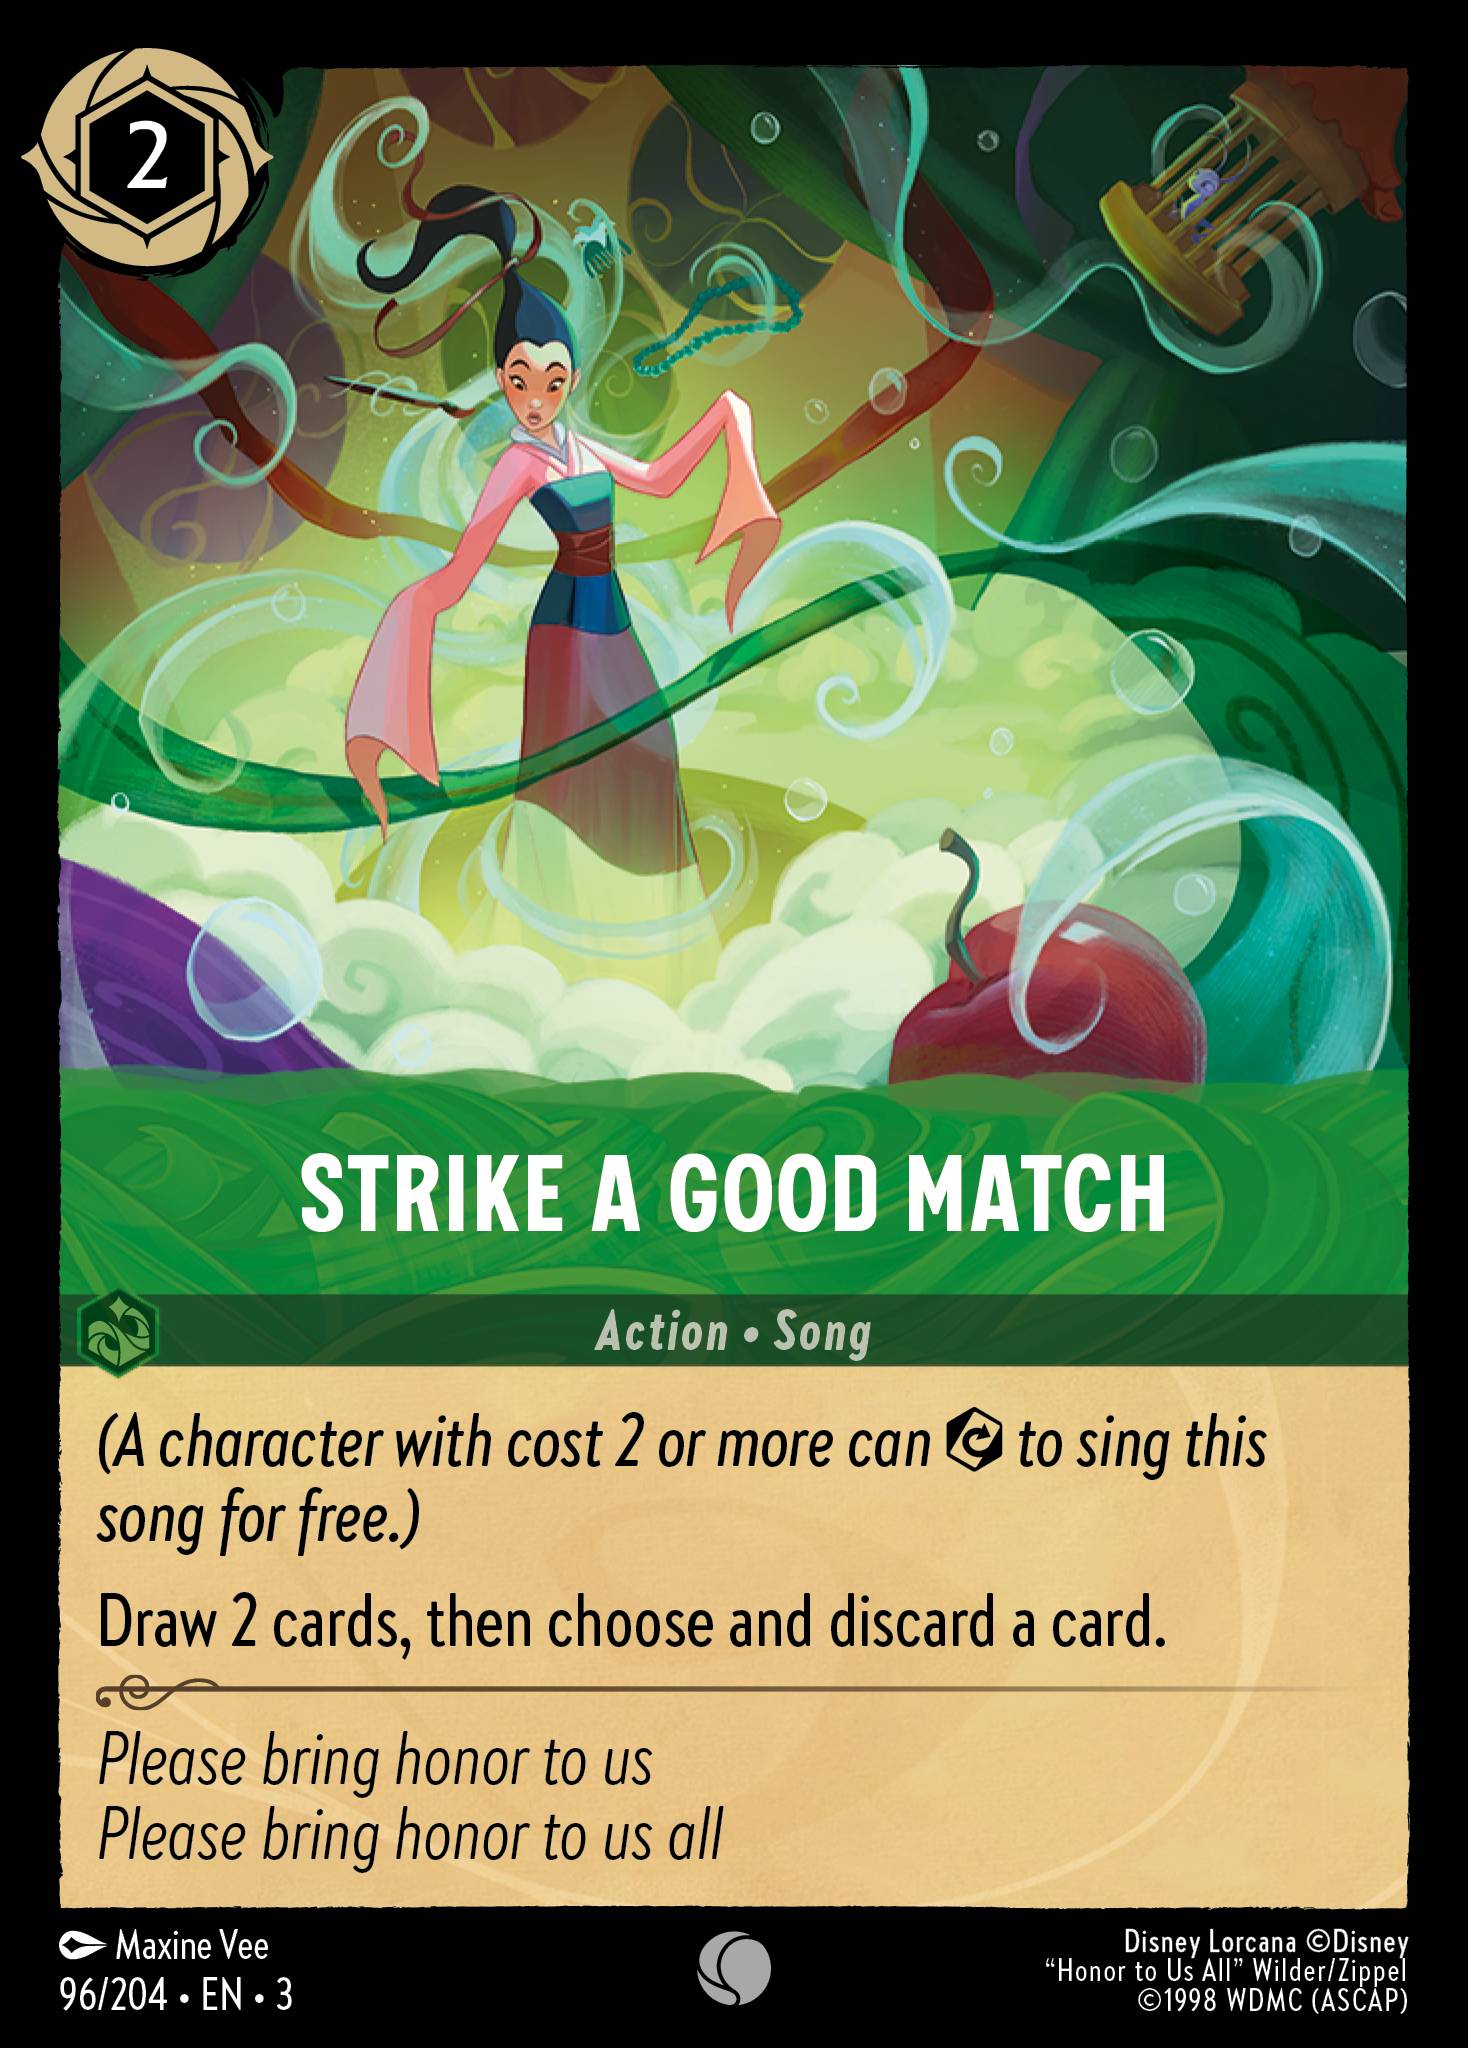 2
STRIKE A GOOD MATCH
Action • Song
(A character with cost 2 or more can to sing this
song for free.)
Draw 2 cards, then choose and discard a card.
Please bring honor to us
Please bring honor to us all
Maxine Vee
96/204 • EN • 3
Disney Lorcana ©Disney
“Honor to Us All” Wilder/Zippel
©1998 WDMC (ASCAP)